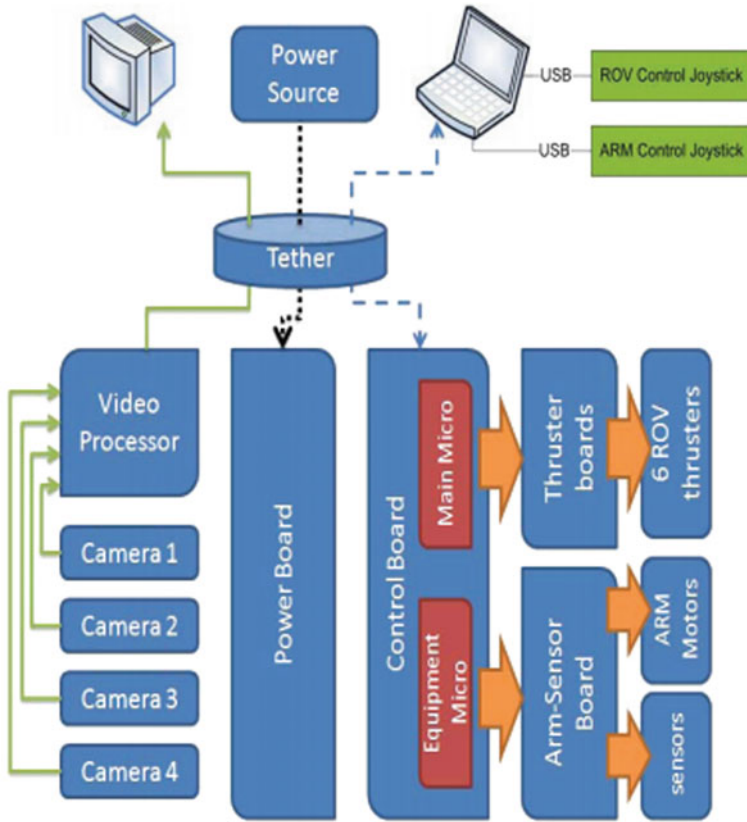 Power
Source
USB
ROV Control Joystick
USB
ARM Control Joystick
Tether
Video
Processor
Camera 1
Camera 2
Camera 3
Camera 4
Power Board
Control Board
Main Micro
Equipment
Micro
Thruster
boards
6 ROV
thrusters
Arm-Sensor
Board
ARM
Motors
sensors